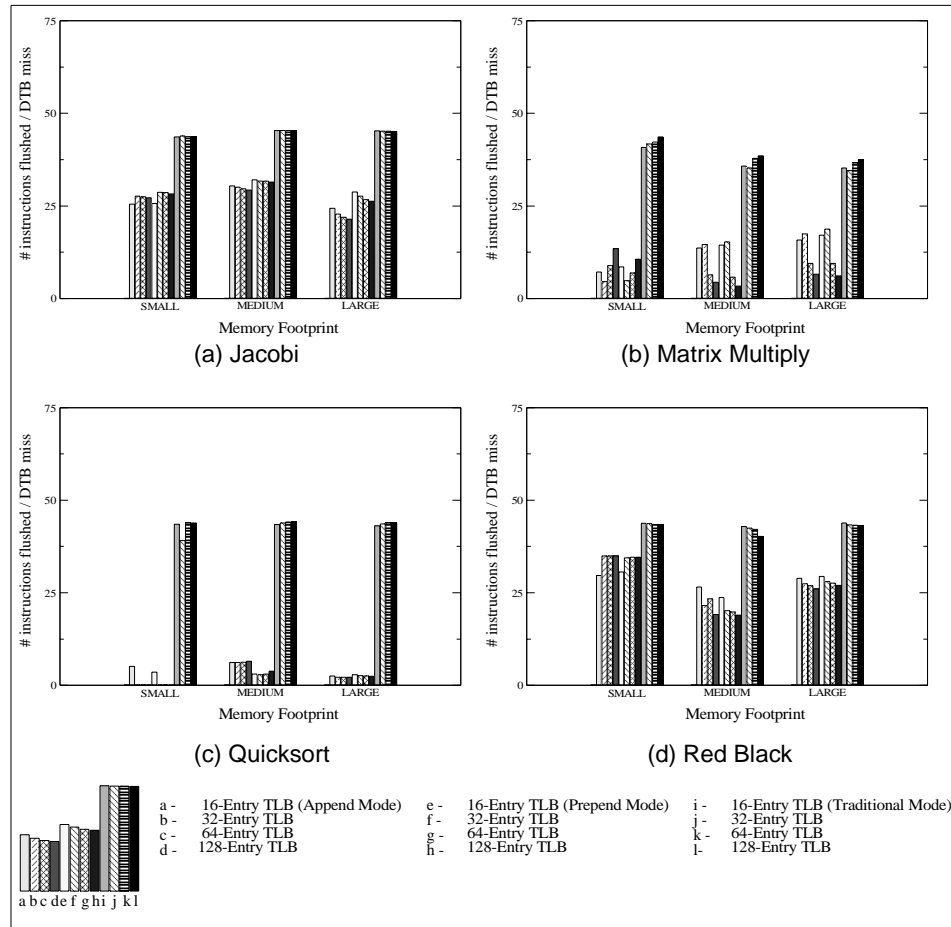 75
50
25
0
# instructions flushed / DTB miss
SMALL MEDIUM LARGE
Memory Footprint
(a) Jacobi
75
50
25
0
# instructions flushed / DTB miss
SMALL MEDIUM LARGE
Memory Footprint
(b) Matrix Multiply
75
50
25
0
# instructions flushed / DTB miss
SMALL MEDIUM LARGE
Memory Footprint
(c) Quicksort
75
50
25
0
# instructions flushed / DTB miss
SMALL MEDIUM LARGE
Memory Footprint
(d) Red Black
a b c d e f g h i j k l
a - 16-Entry TLB (Append Mode)
b - 32-Entry TLB
c - 64-Entry TLB
d - 128-Entry TLB
e - 16-Entry TLB (Prepend Mode)
f - 32-Entry TLB
g - 64-Entry TLB
h - 128-Entry TLB
i - 16-Entry TLB (Traditional Mode)
j - 32-Entry TLB
k - 64-Entry TLB
l- 128-Entry TLB